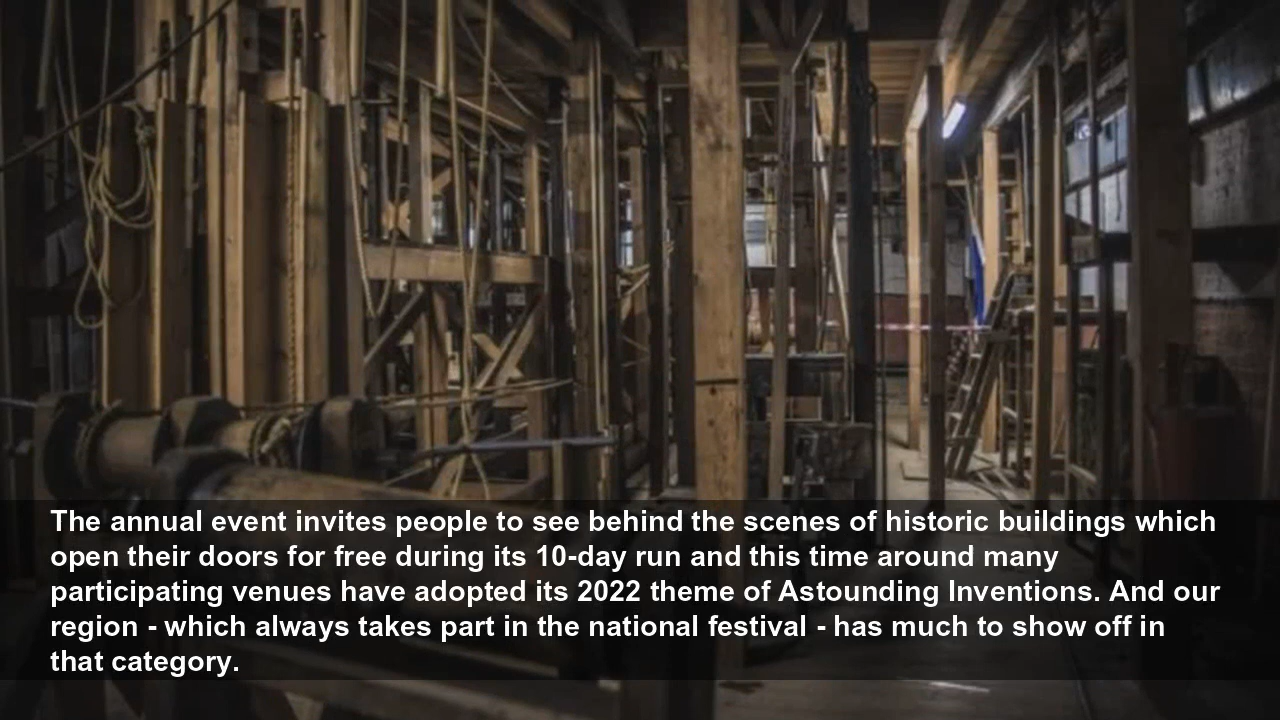 The annual event invites people to see behind the scenes of historic buildings which
open their doors for free during its 10-day run and this time around many
participating venues have adopted its 2022 theme of Astounding Inventions. And our
region - which always takes part in the national festival - has much to show off in
that category.